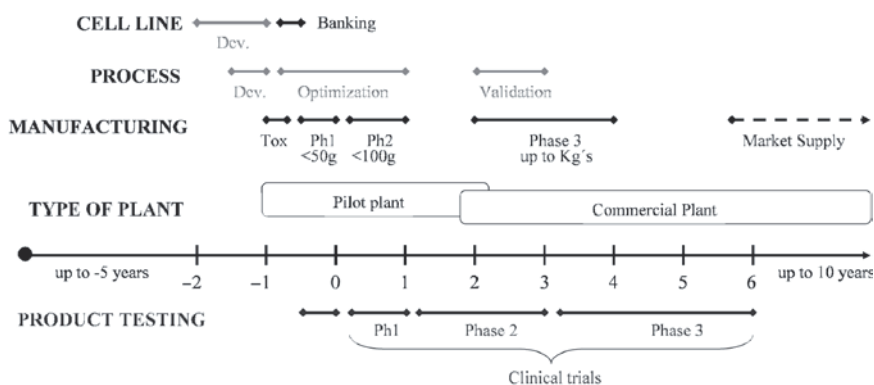 CELL LINE
Banking
Dev.
PROCESS
Dev. Optimization Validation
MANUFACTURING
Tox Ph1 Ph2 Phase 3 Market Supply
<50g <100g up to Kg´s
TYPE OF PLANT
Pilot plant
Commercial Plant
up to -5 years up to 10 years
−2 −1 0 1 2 3 4 5 6
PRODUCT TESTING
Ph1 Phase 2 Phase 3
Clinical trials